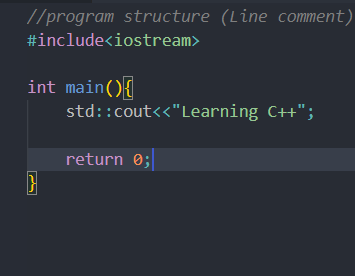 //program structure (Line comment)
#include<iostream>
int main(){
std::cout<<"Learning C++";
return 0;
}